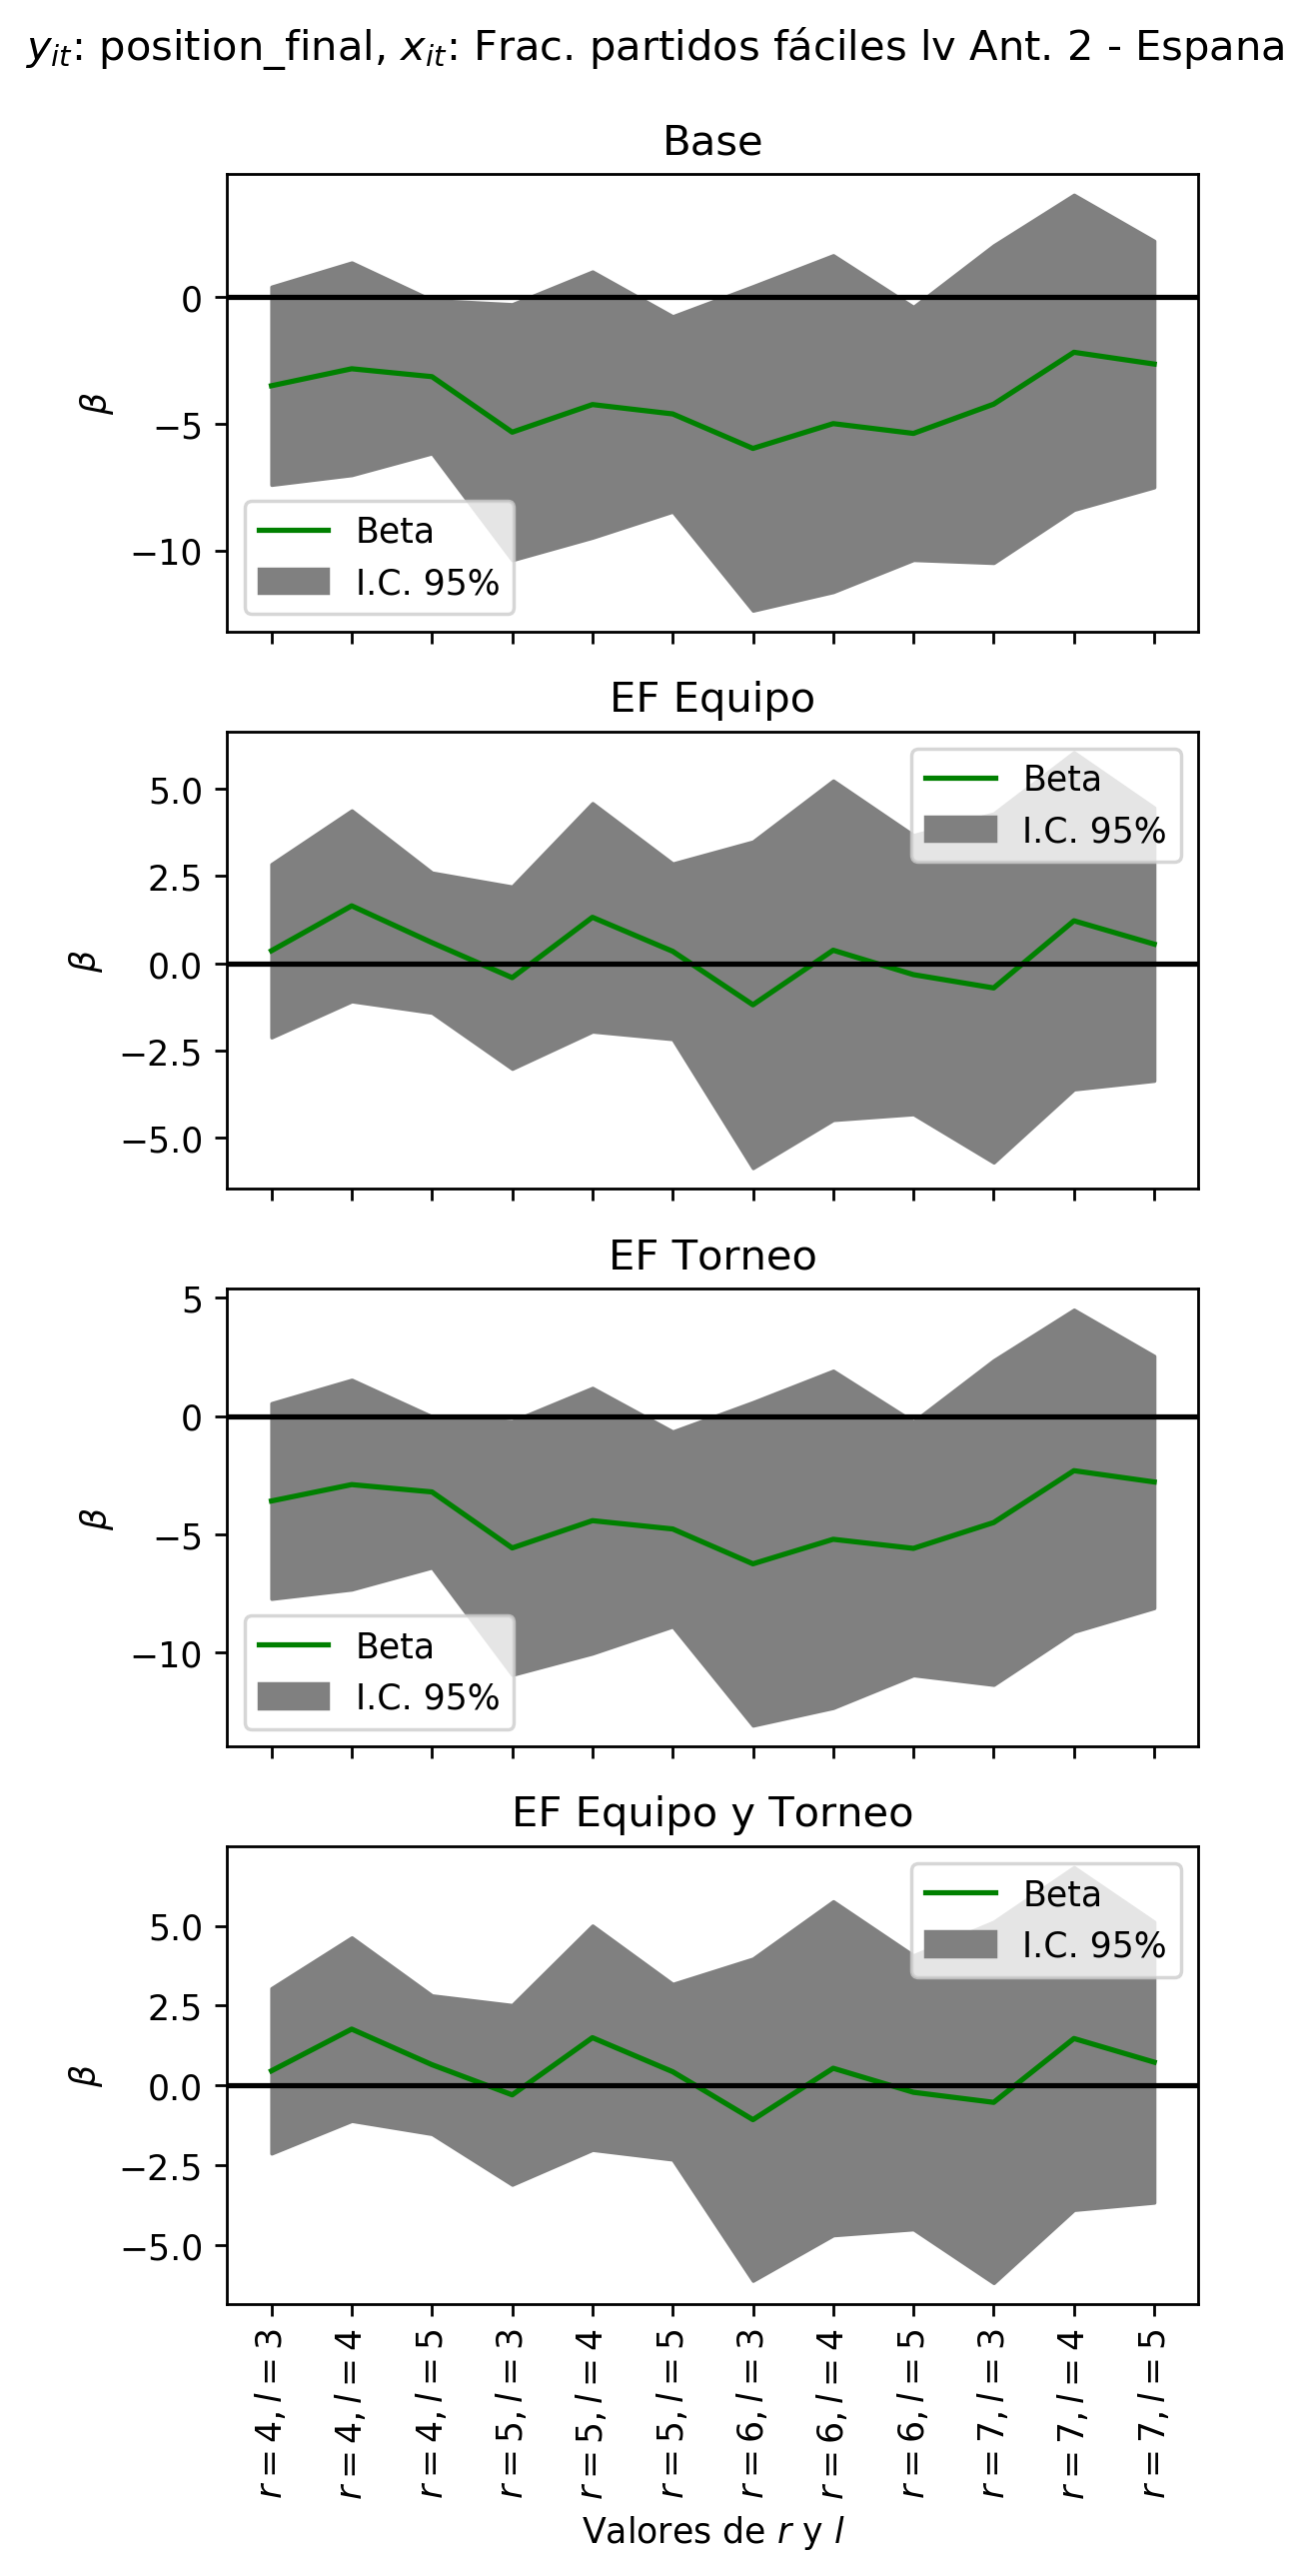 y_it: position_final, x_it: Frac. partidos fáciles lv Ant. 2 - Espana
Base
0
−5
−10
β
Beta
I.C. 95%
EF Equipo
5.0
2.5
0.0
−2.5
−5.0
β
Beta
I.C. 95%
EF Torneo
5
0
−5
−10
β
Beta
I.C. 95%
EF Equipo y Torneo
5.0
2.5
0.0
−2.5
−5.0
β
Beta
I.C. 95%
r = 4, l = 3
r = 4, l = 4
r = 4, l = 5
r = 5, l = 3
r = 5, l = 4
r = 5, l = 5
r = 6, l = 3
r = 6, l = 4
r = 6, l = 5
r = 7, l = 3
r = 7, l = 4
r = 7, l = 5
Valores de r y l